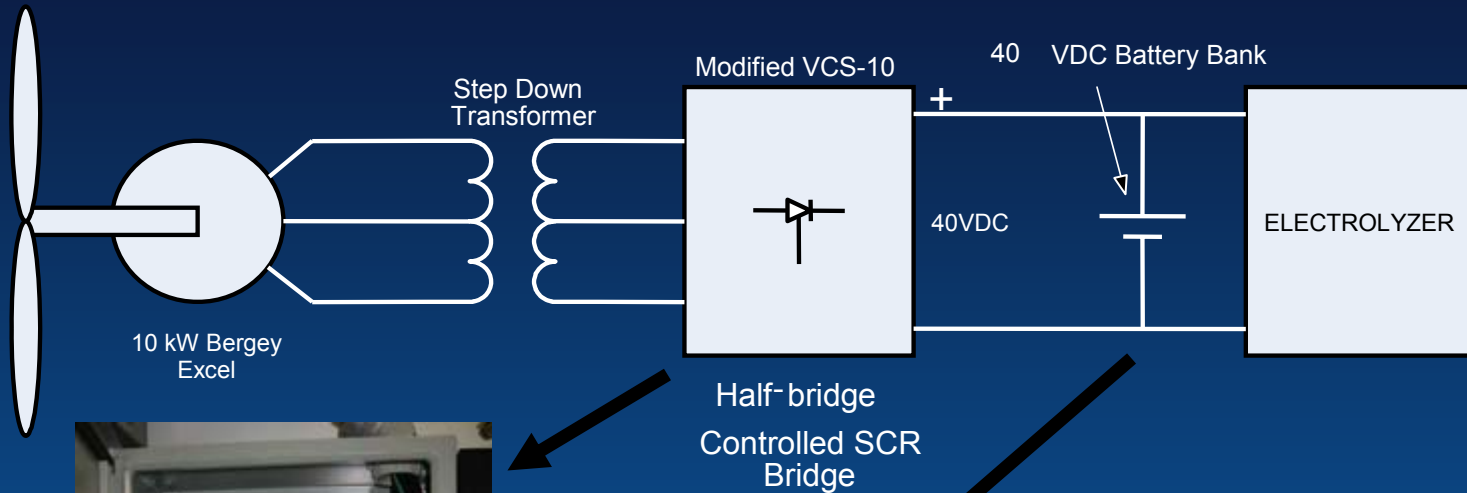 Step Down
Transformer
Modified VCS-10
40 VDC Battery Bank
+
40VDC
ELECTROLYZER
10 kW Bergey
Excel
Half-bridge
Controlled SCR
Bridge